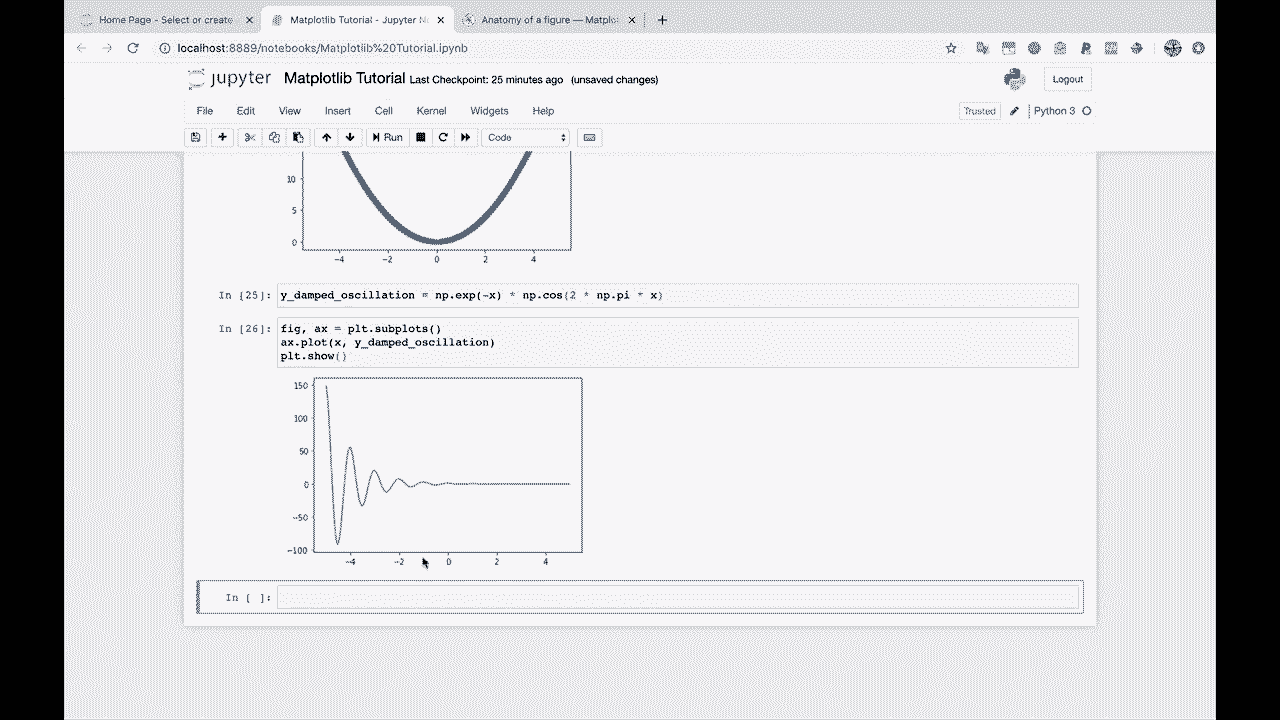 Home Page - Select or create
Matplotlib Tutorial - Jupyter N
Anatomy of a figure — Matplo
localhost:8889/notebooks/Matplotlib%20Tutorial.ipynb
jupyter Matplotlib Tutorial Last Checkpoint: 25 minutes ago (unsaved changes)
Logout
File Edit View Insert Cell Kernel Widgets Help
Trusted
Python 3
Run
Code
10
5
0
−4 −2 0 2 4
In [25]: y_damped_oscillation = np.exp(-x) * np.cos(2 * np.pi * x)
In [26]: fig, ax = plt.subplots()
ax.plot(x, y_damped_oscillation)
plt.show()
150
100
50
0
−50
−100
−4 −2 0 2 4
In [ ]: